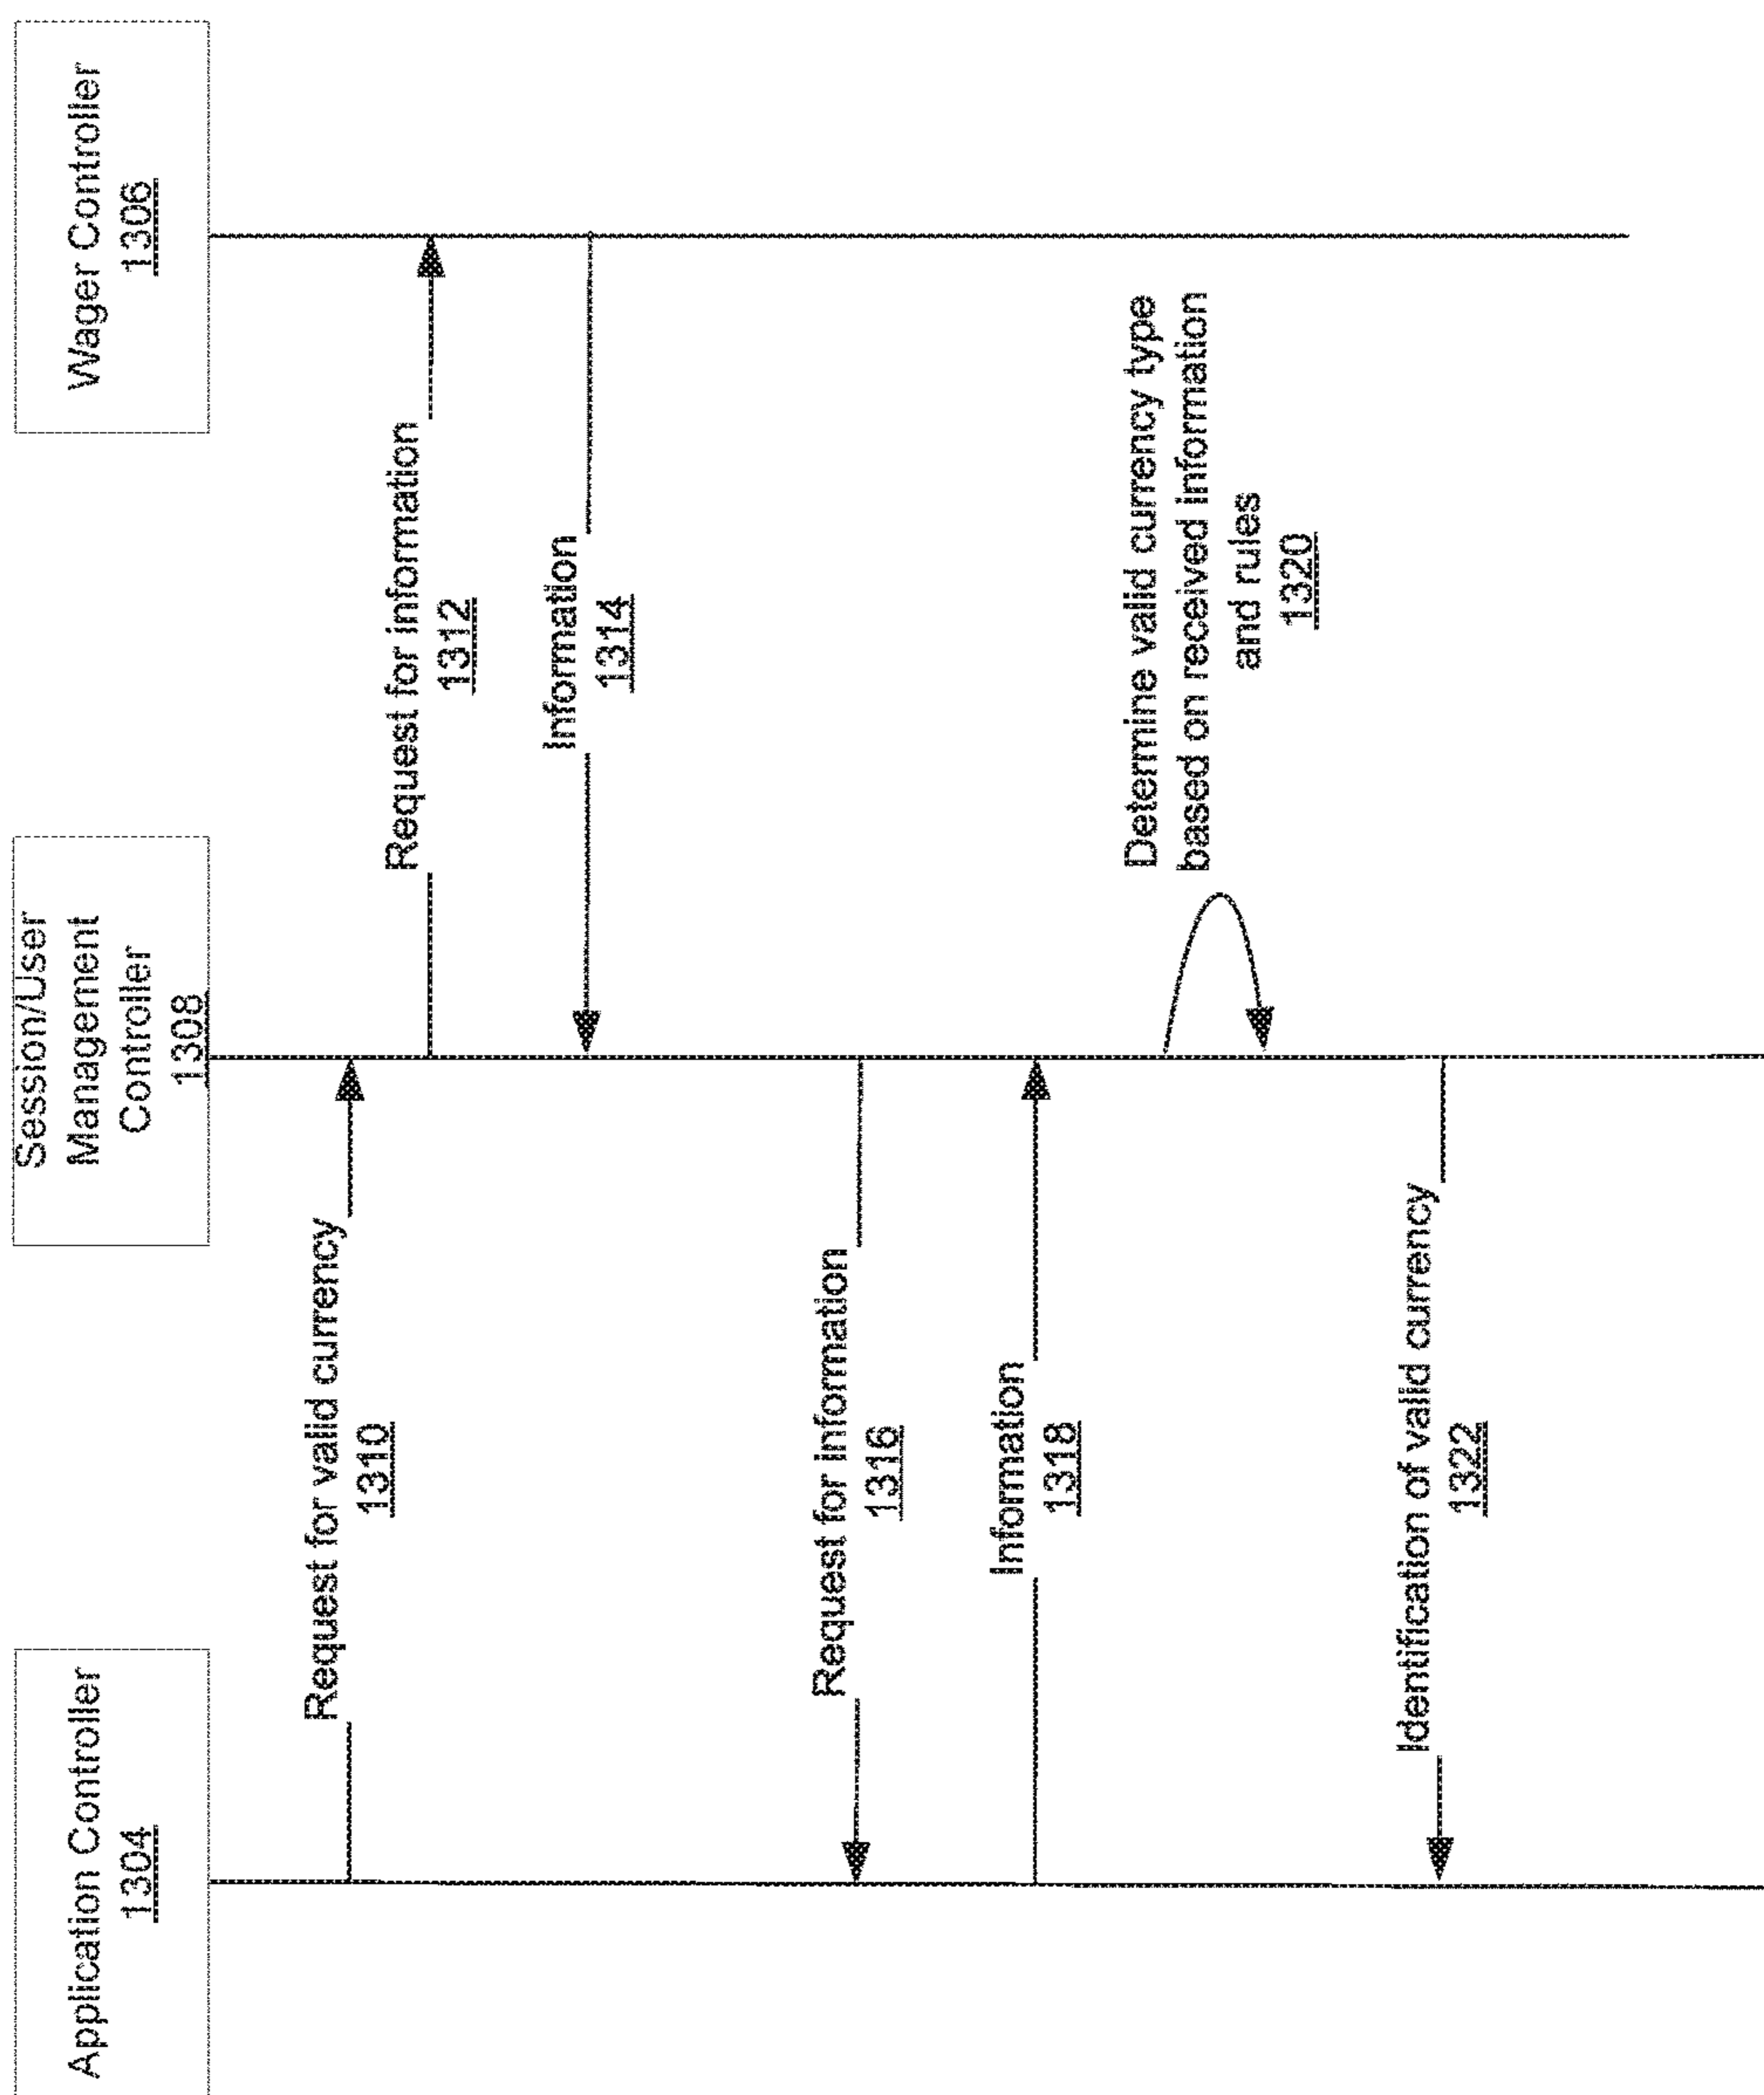 Application Controller
1304
Session/User
Management
Controller
1308
Wager Controller
1306
Request for valid currency
1310
Request for information
1312
Information
1314
Request for information
1316
Information
1318
Determine valid currency type
based on received information
and rules
1320
Identification of valid currency
1322